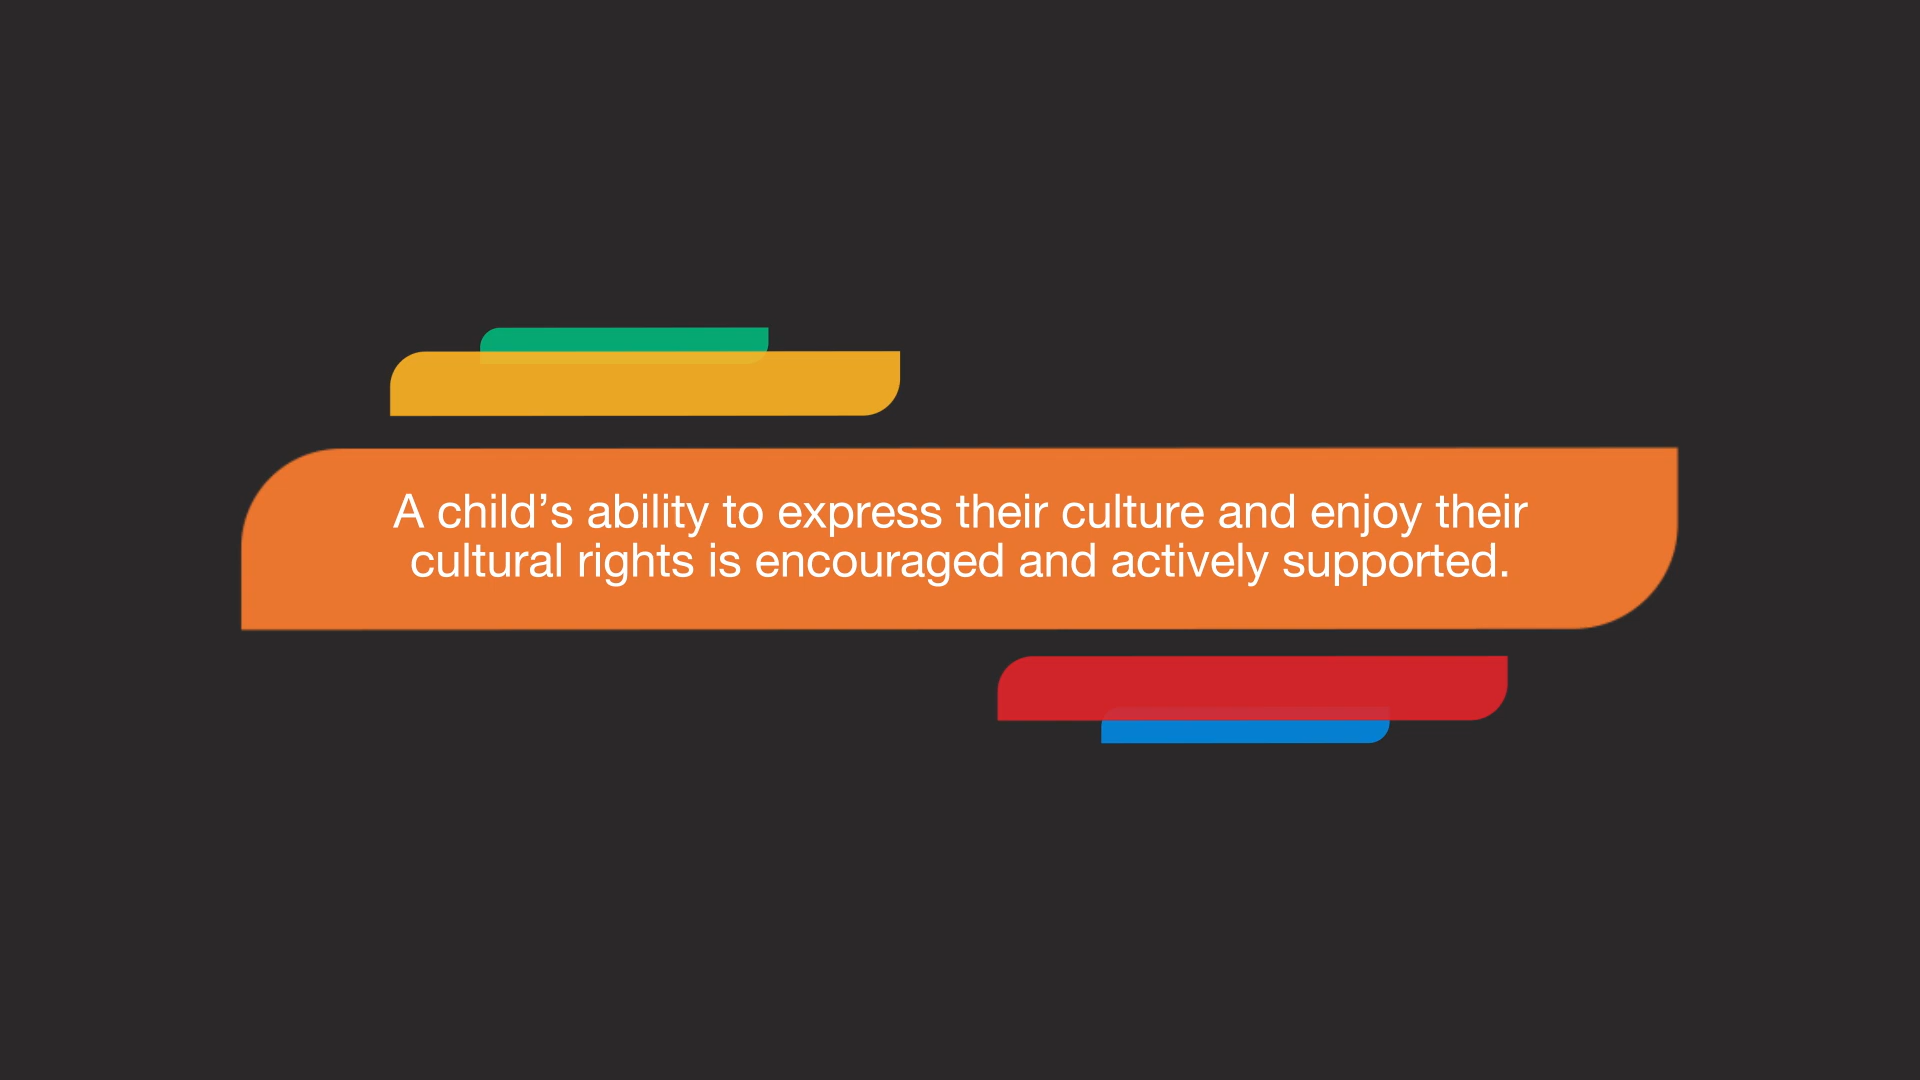 A child’s ability to express their culture and enjoy their
cultural rights is encouraged and actively supported.